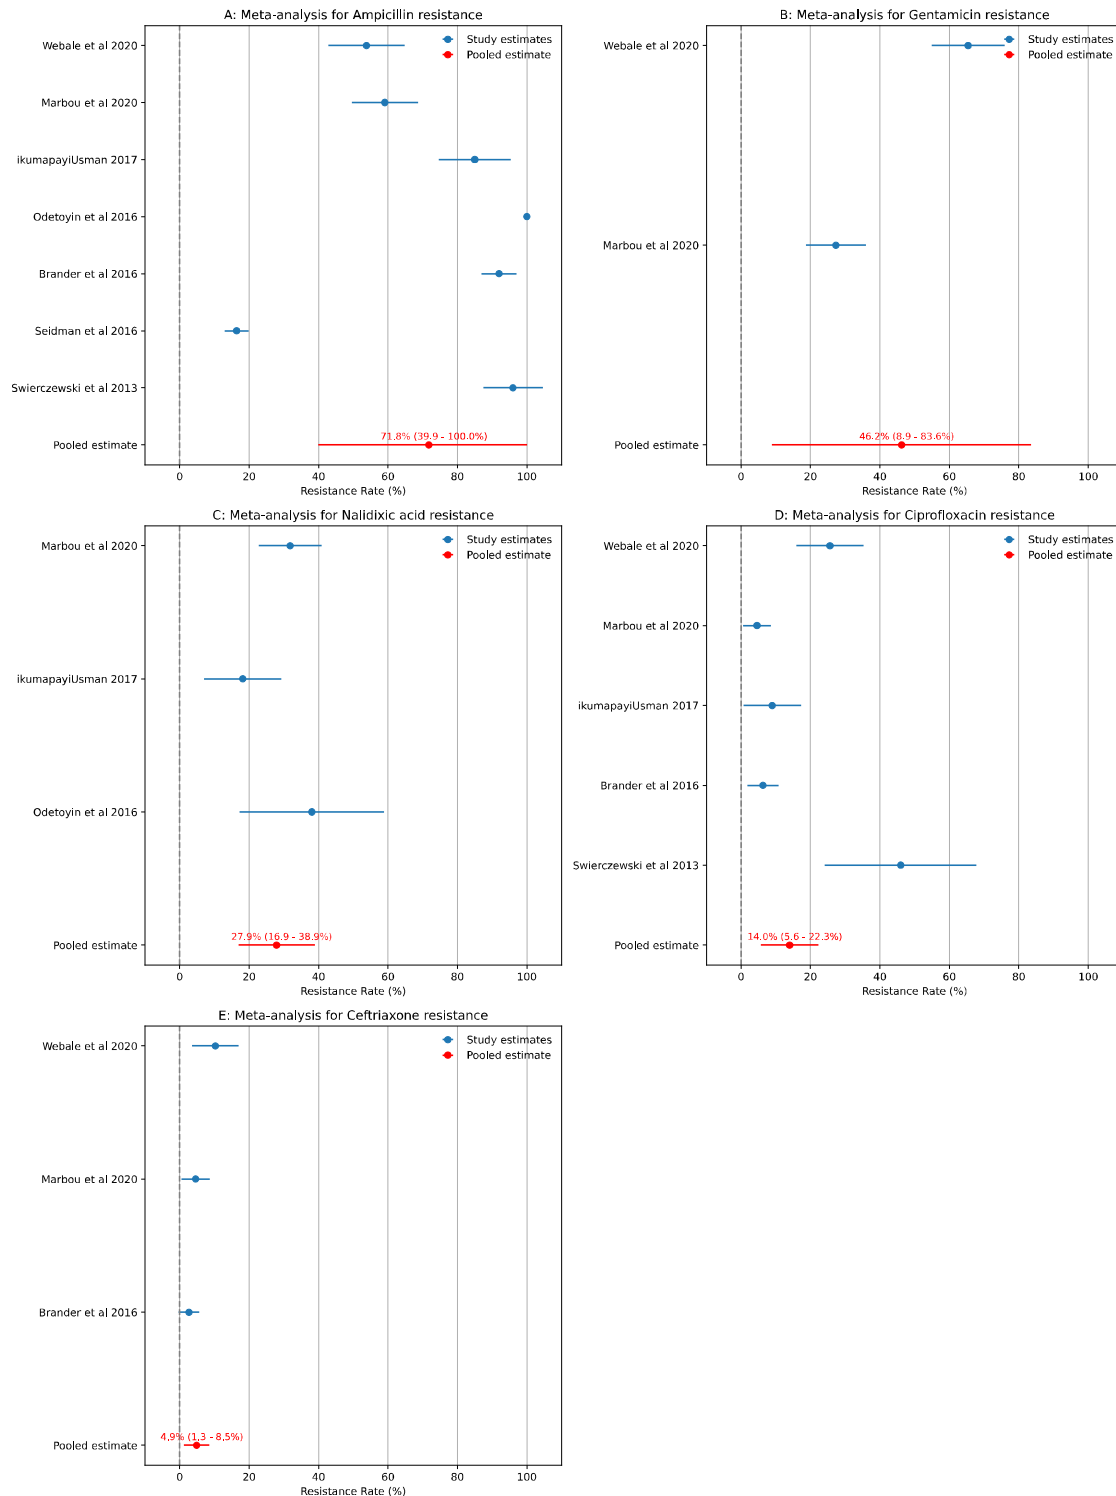 A: Meta-analysis for Ampicillin resistance
Study estimates
Pooled estimate
Webale et al 2020
Marbou et al 2020
ikumapayiUsman 2017
Odetoyin et al 2016
Brander et al 2016
Seidman et al 2016
Swierczewski et al 2013
Pooled estimate
71.8% (39.9 - 100.0%)
0 20 40 60 80 100
Resistance Rate (%)
B: Meta-analysis for Gentamicin resistance
Study estimates
Pooled estimate
Webale et al 2020
Marbou et al 2020
Pooled estimate
46.2% (8.9 - 83.6%)
0 20 40 60 80 100
Resistance Rate (%)
C: Meta-analysis for Nalidixic acid resistance
Study estimates
Pooled estimate
Marbou et al 2020
ikumapayiUsman 2017
Odetoyin et al 2016
Pooled estimate
27.9% (16.9 - 38.9%)
0 20 40 60 80 100
Resistance Rate (%)
D: Meta-analysis for Ciprofloxacin resistance
Study estimates
Pooled estimate
Webale et al 2020
Marbou et al 2020
ikumapayiUsman 2017
Brander et al 2016
Swierczewski et al 2013
Pooled estimate
14.0% (5.6 - 22.3%)
0 20 40 60 80 100
Resistance Rate (%)
E: Meta-analysis for Ceftriaxone resistance
Study estimates
Pooled estimate
Webale et al 2020
Marbou et al 2020
Brander et al 2016
Pooled estimate
4.9% (1.3 - 8.5%)
0 20 40 60 80 100
Resistance Rate (%)